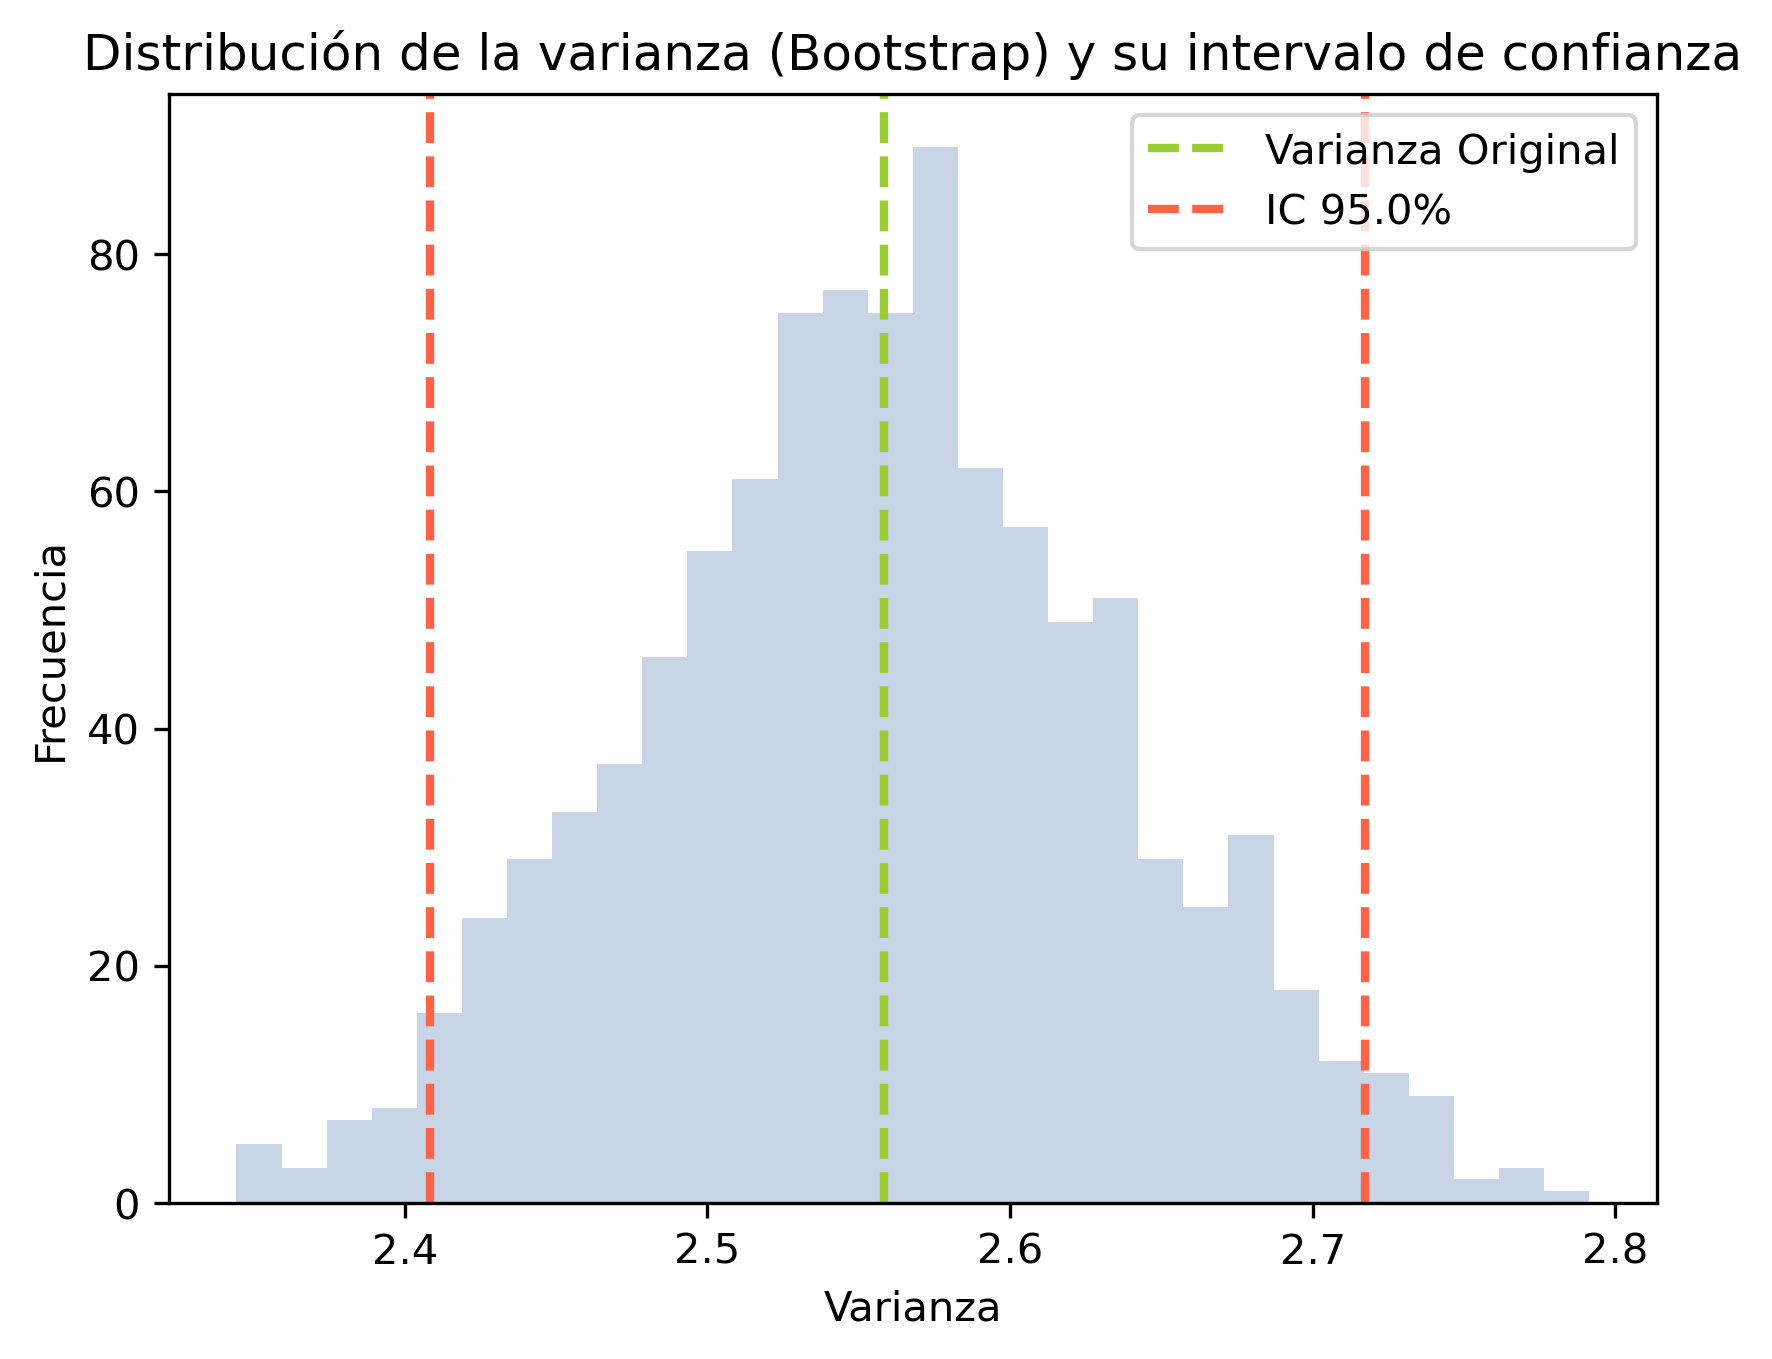 Distribución de la varianza (Bootstrap) y su intervalo de confianza
Varianza Original
IC 95.0%
80
60
40
20
0
Frecuencia
2.4 2.5 2.6 2.7 2.8
Varianza